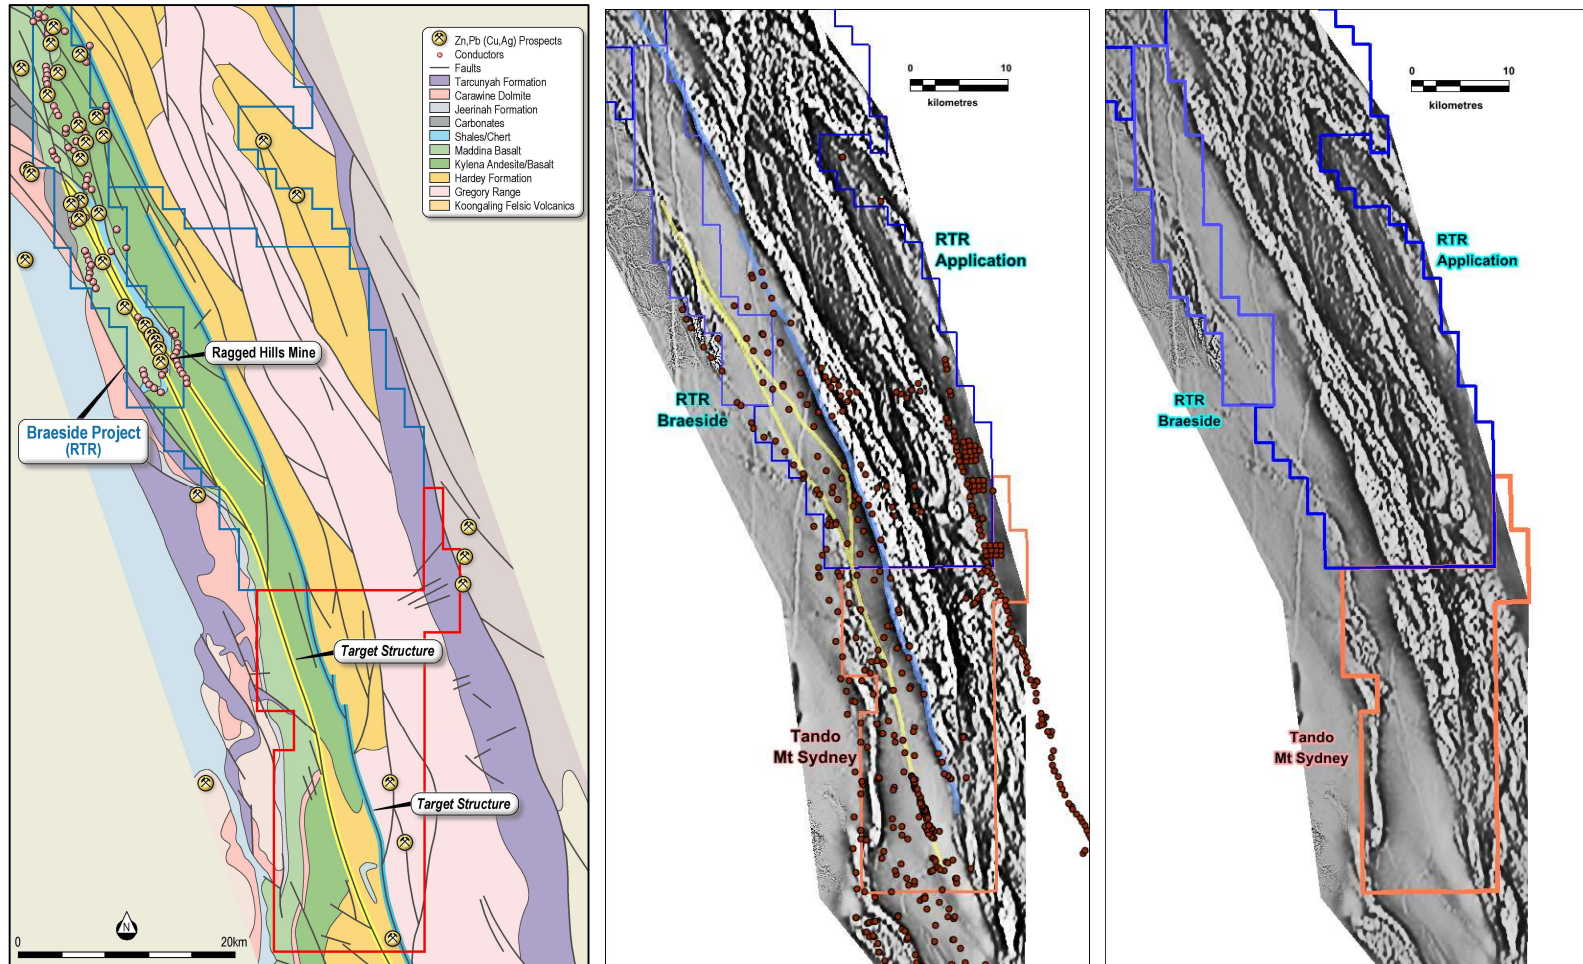 Zn,Pb (Cu,Ag) Prospects
Conductors
Faults
Tarcunyah Formation
Carawine Dolmite
Jeerinah Formation
Carbonates
Shales/Chert
Maddina Basalt
Kylena Andesite/Basalt
Hardey Formation
Gregory Range
Koongaling Felsic Volcanics
Ragged Hills Mine
Braeside Project
(RTR)
Target Structure
Target Structure
N
0 20km
0 10
kilometres
RTR
Application
RTR
Braeside
Tando
Mt Sydney
0 10
kilometres
RTR
Application
RTR
Braeside
Tando
Mt Sydney